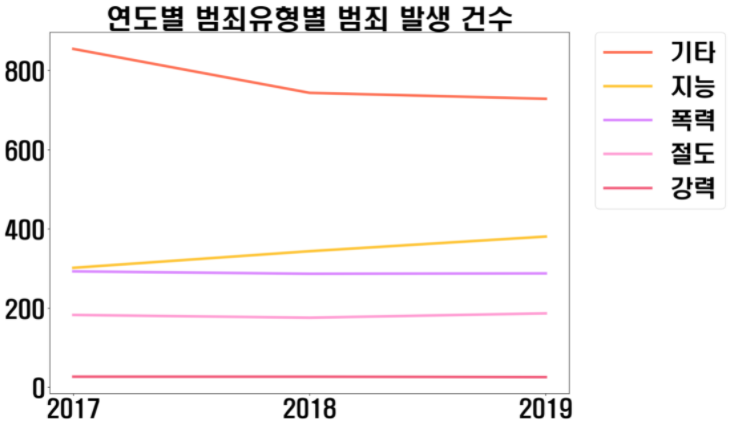 연도별 범죄유형별 범죄 발생 건수
800
600
400
200
0
2017 2018 2019
기타
지능
폭력
절도
강력